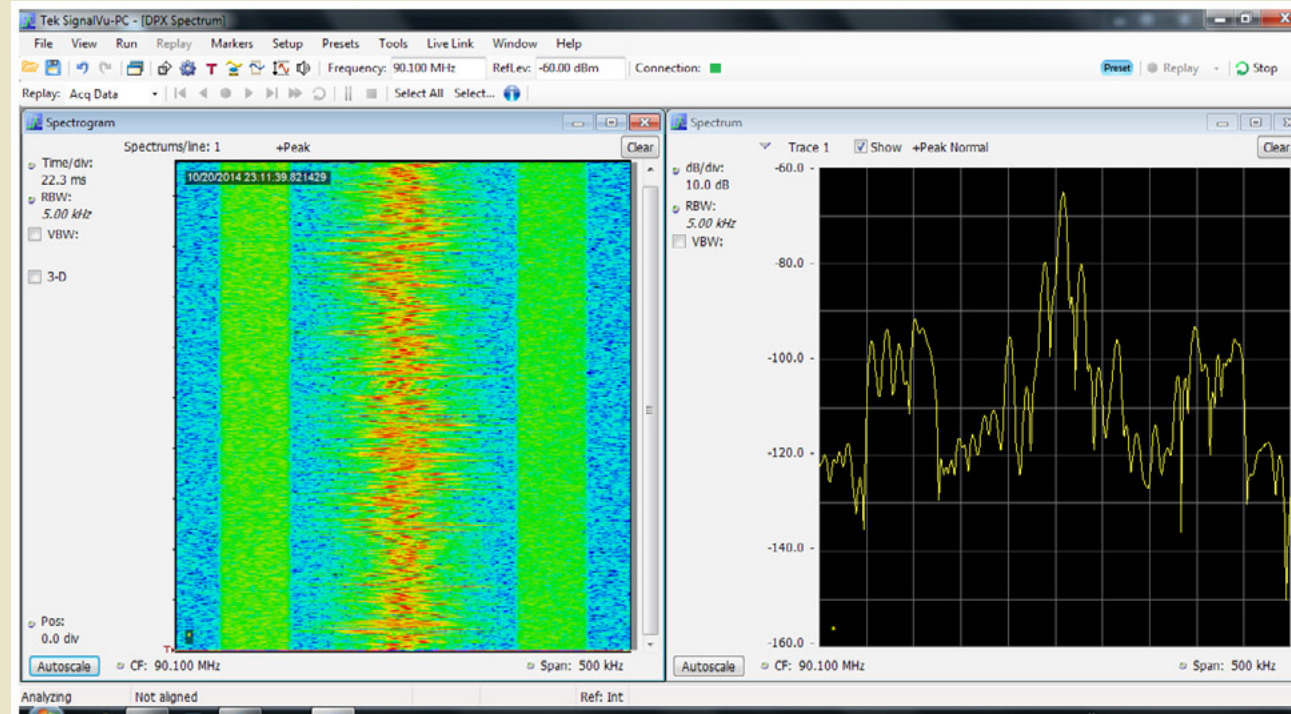 Tek SignalVu-PC - [DPX Spectrum]
File View Run Replay Markers Setup Presets Tools Live Link Window Help
T Frequency: 90.100 MHz RefLev: -60.00 dBm Connection: Preset Replay Stop
Replay: Acq Data Select All Select...
Spectrogram
Spectrums/line: 1 +Peak Clear
Time/div:
22.3 ms
RBW:
5.00 kHz
VBW:
3-D
10/20/2014 23:11:39.821429
Pos:
0.0 div
Autoscale CF: 90.100 MHz Span: 500 kHz
Spectrum
Trace 1 Show +Peak Normal Clear
dB/div:
10.0 dB
RBW:
5.00 kHz
VBW:
-60.0
-80.0
-100.0
-120.0
-140.0
-160.0
Autoscale CF: 90.100 MHz Span: 500 kHz
Analyzing Not aligned Ref: Int